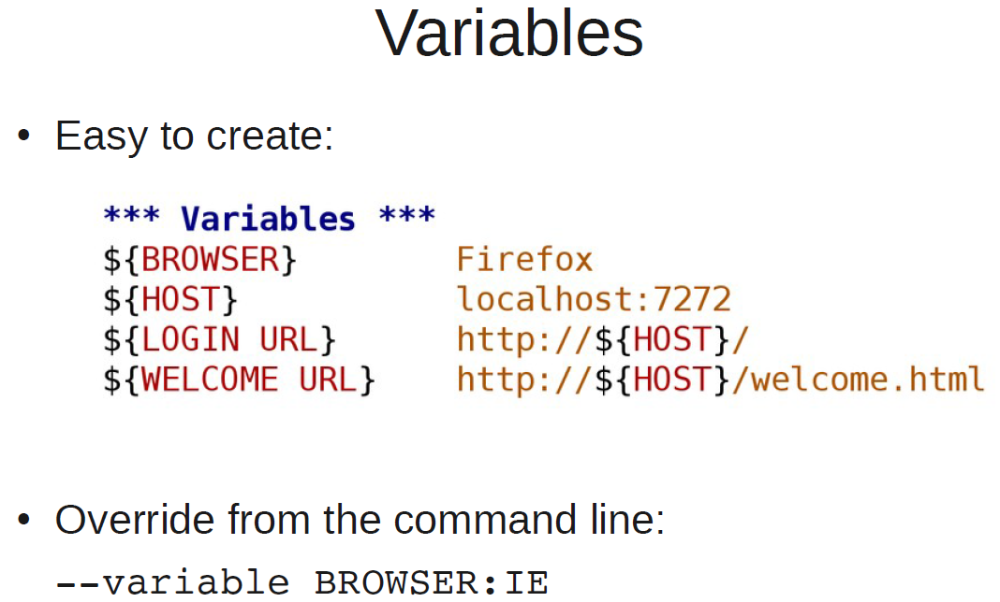 Variables
• Easy to create:
*** Variables ***
${BROWSER} Firefox
${HOST} localhost:7272
${LOGIN URL} http://${HOST}/
${WELCOME URL} http://${HOST}/welcome.html
• Override from the command line:
--variable BROWSER:IE